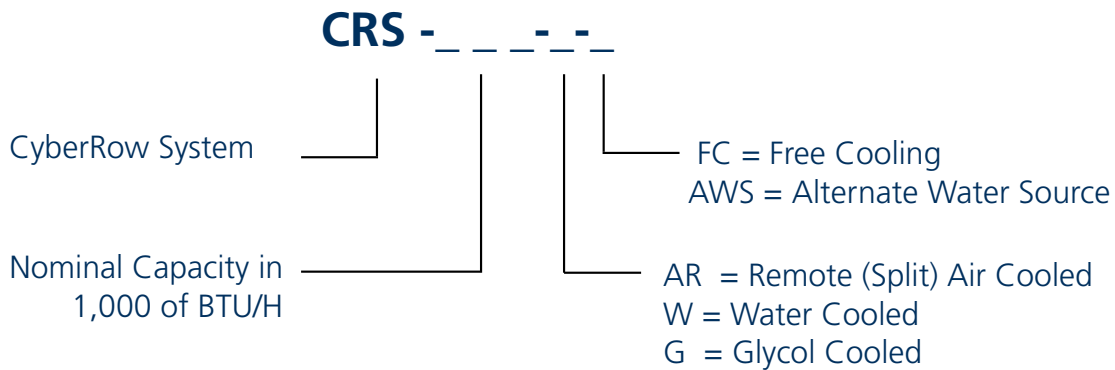 CRS -_ _ _-_-_
CyberRow System
Nominal Capacity in
1,000 of BTU/H
FC = Free Cooling
AWS = Alternate Water Source
AR = Remote (Split) Air Cooled
W = Water Cooled
G = Glycol Cooled